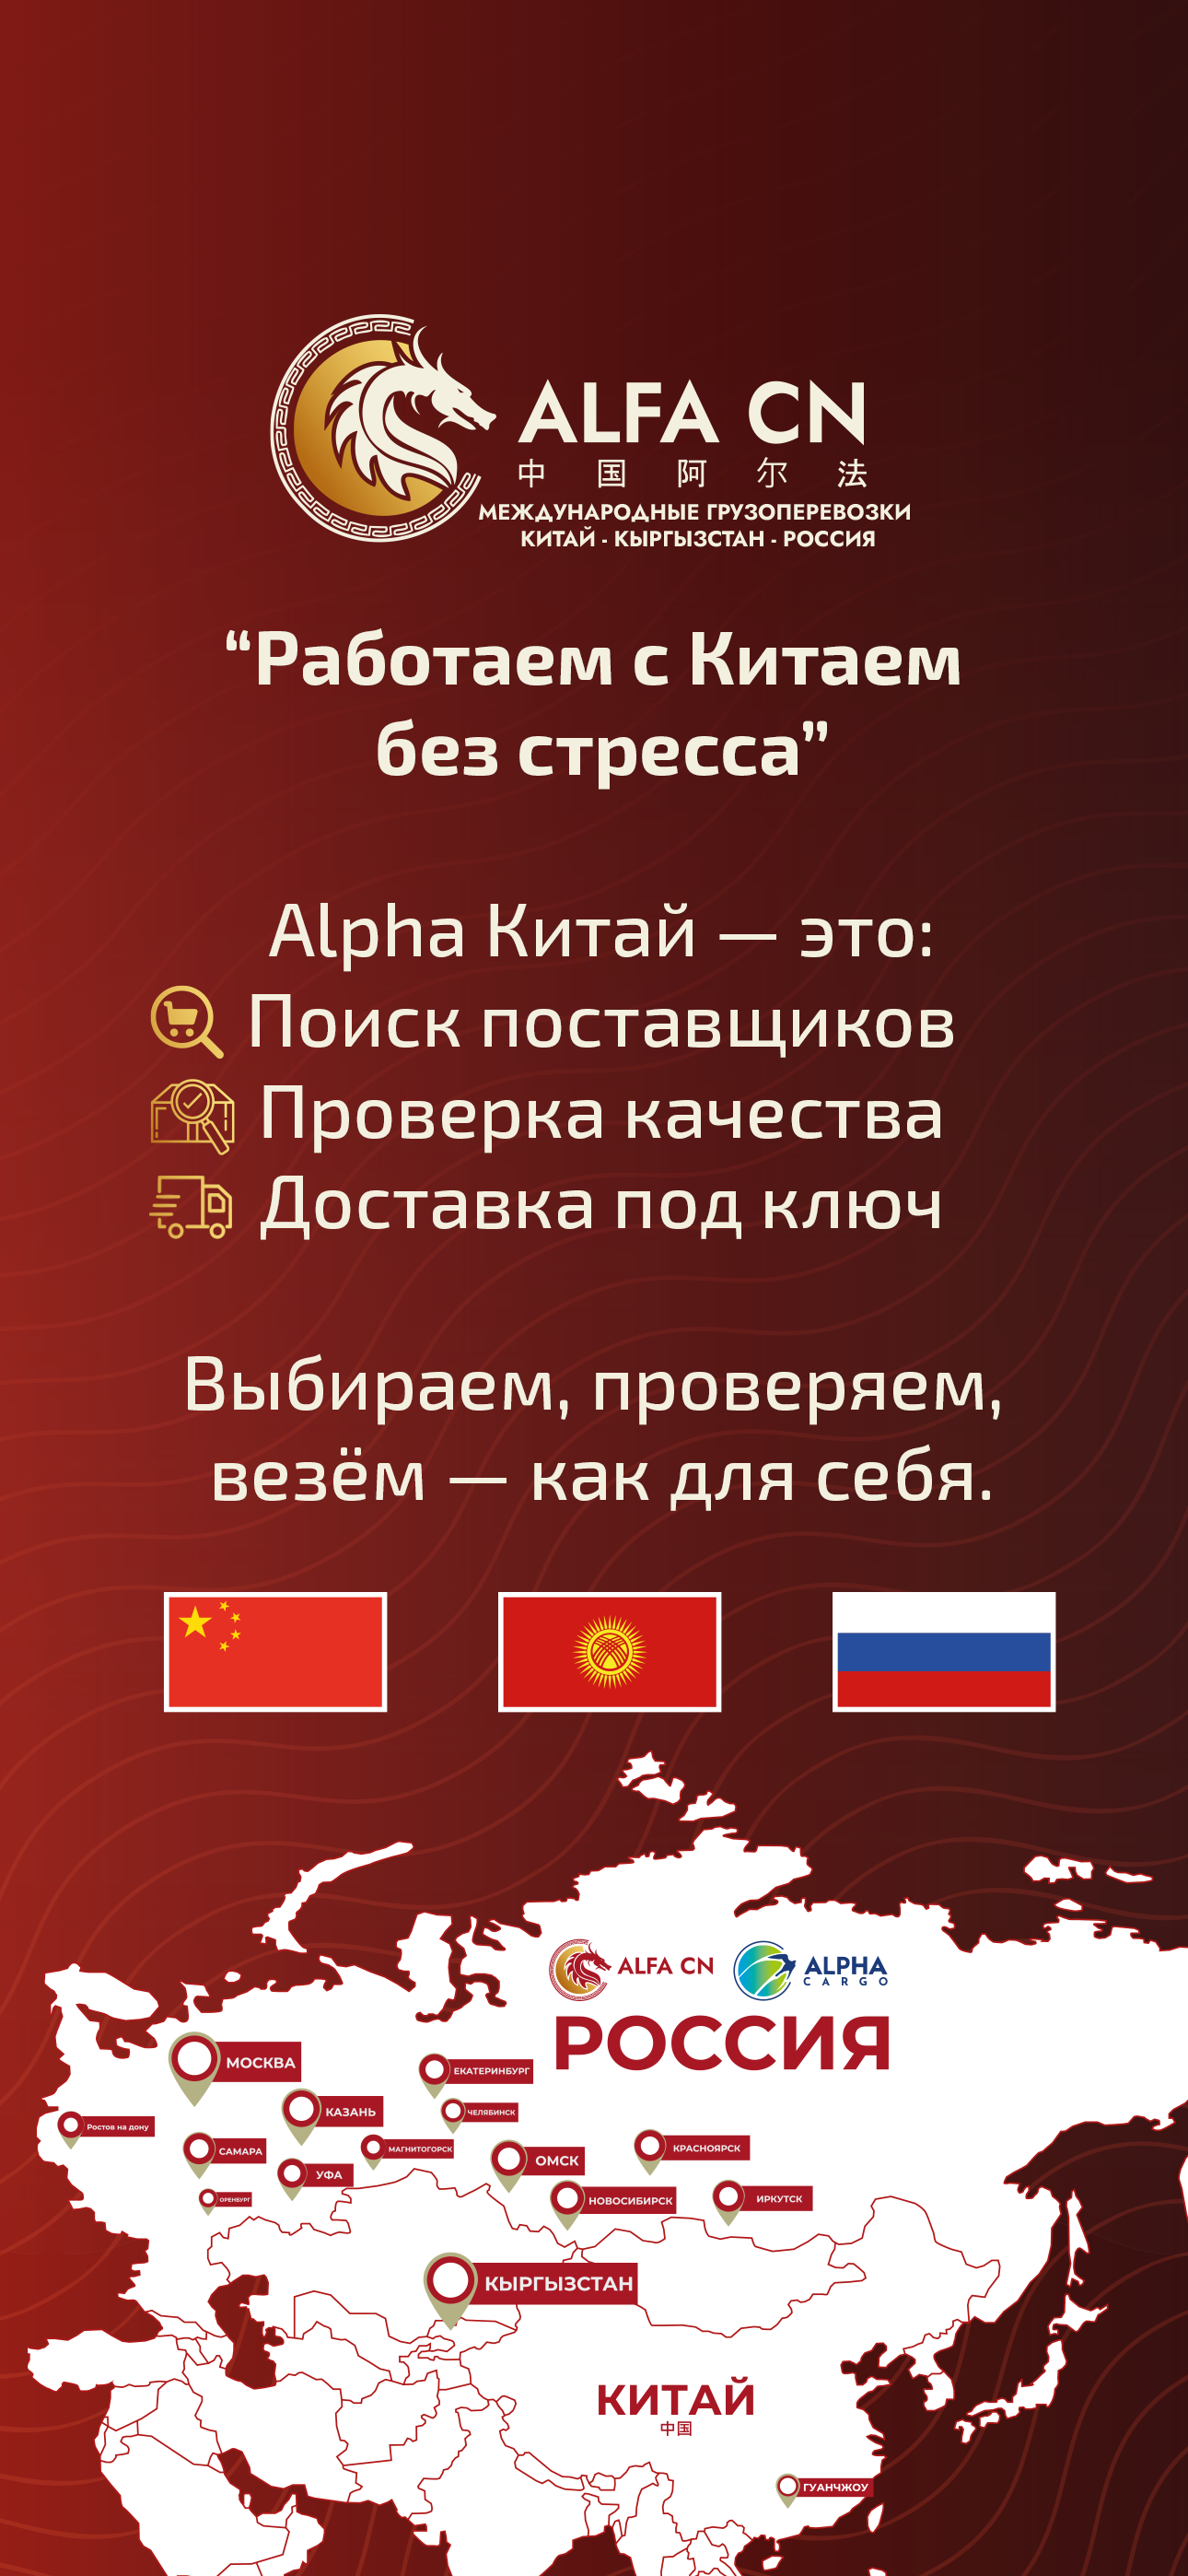 ALFA CN
中国阿尔法
МЕЖДУНАРОДНЫЕ ГРУЗОПЕРЕВОЗКИ
КИТАЙ - КЫРГЫЗСТАН - РОССИЯ
“Работаем с Китаем
без стресса”
Alpha Китай — это:
Поиск поставщиков
Проверка качества
Доставка под ключ
Выбираем, проверяем,
везём — как для себя.
ALFA CN
ALPHA
CARGO
РОССИЯ
МОСКВА
ЕКАТЕРИНБУРГ
КАЗАНЬ
ЧЕЛЯБИНСК
Ростов на дону
САМАРА
МАГНИТОГОРСК
КРАСНОЯРСК
ОМСК
УФА
ОРЕНБУРГ
НОВОСИБИРСК
ИРКУТСК
КЫРГЫЗСТАН
КИТАЙ
中国
ГУАНЧЖОУ